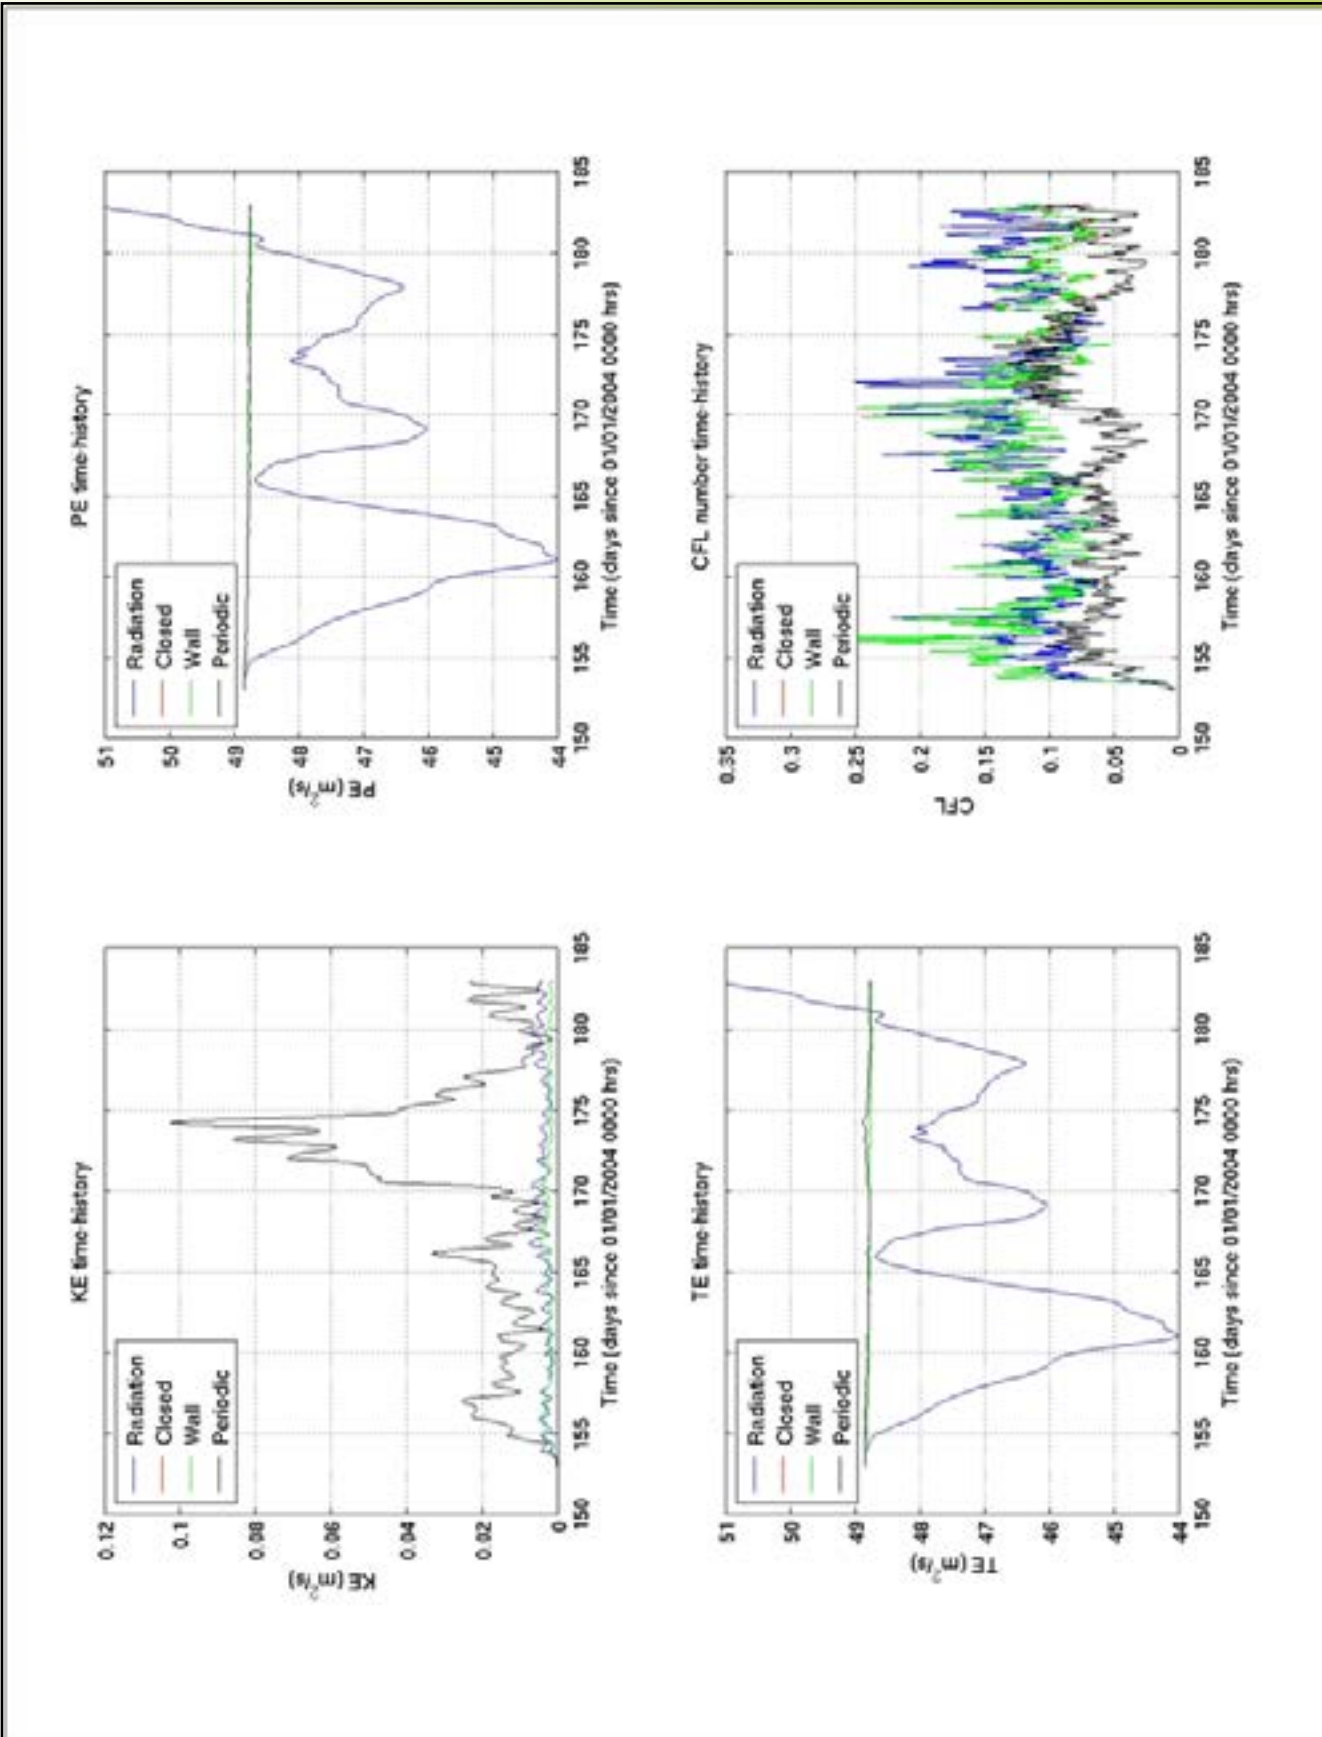 KE time-history
Radiation
Closed
Wall
Periodic
KE (m²/s)
0.12
0.1
0.08
0.06
0.04
0.02
0
150 155 160 165 170 175 180 185
Time (days since 01/01/2004 0000 hrs)
PE time-history
Radiation
Closed
Wall
Periodic
PE (m²/s)
51
50
49
48
47
46
45
44
150 155 160 165 170 175 180 185
Time (days since 01/01/2004 0000 hrs)
TE time-history
Radiation
Closed
Wall
Periodic
TE (m²/s)
51
50
49
48
47
46
45
44
150 155 160 165 170 175 180 185
Time (days since 01/01/2004 0000 hrs)
CFL number time-history
Radiation
Closed
Wall
Periodic
CFL
0.35
0.3
0.25
0.2
0.15
0.1
0.05
0
150 155 160 165 170 175 180 185
Time (days since 01/01/2004 0000 hrs)